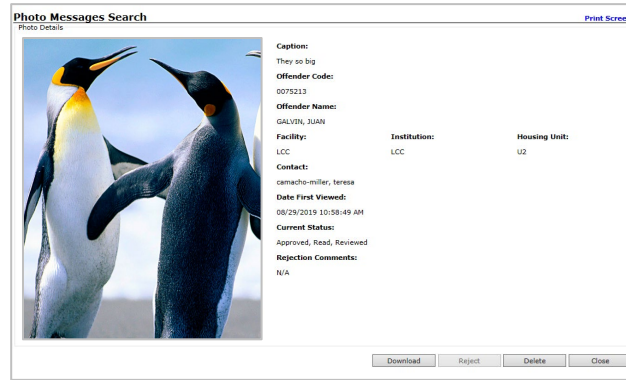 Photo Messages Search
Print Scree
Photo Details
Caption:
They so big
Offender Code:
0075213
Offender Name:
GALVIN, JUAN
Facility: Institution: Housing Unit:
LCC LCC U2
Contact:
camacho-miller, teresa
Date First Viewed:
08/29/2019 10:58:49 AM
Current Status:
Approved, Read, Reviewed
Rejection Comments:
N/A
Download Reject Delete Close